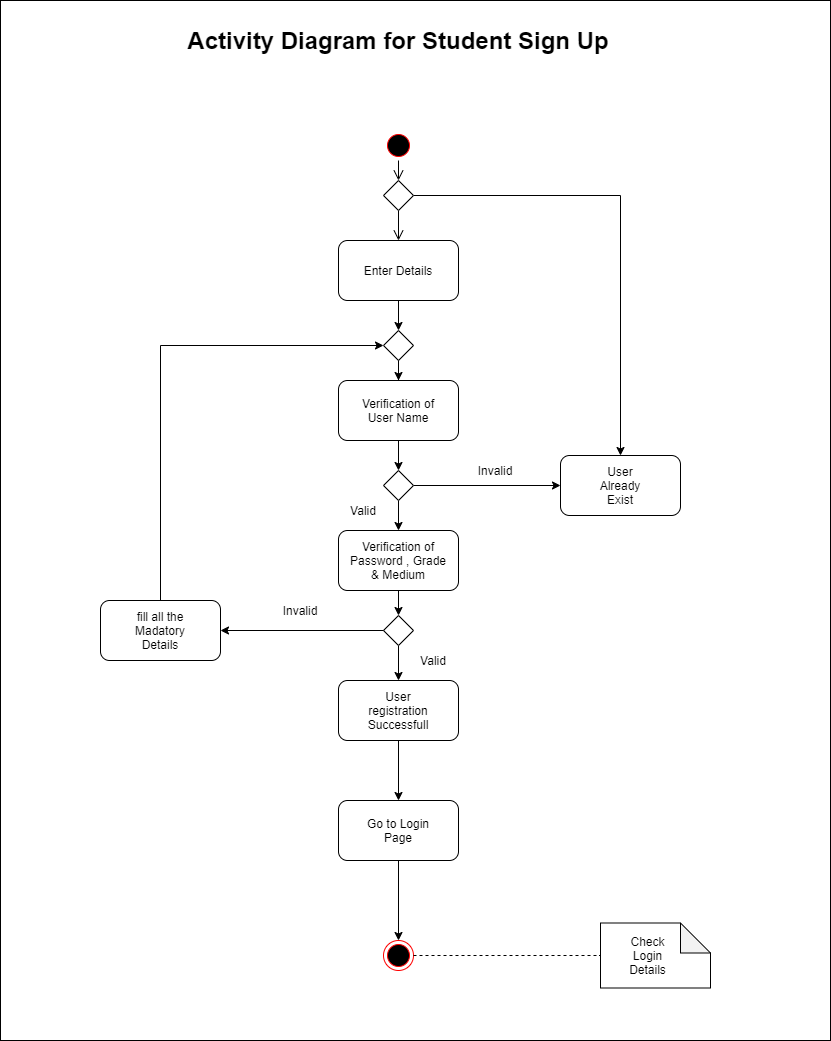 Activity Diagram for Student Sign Up
Enter Details
Verification of
User Name
Invalid
User
Already
Exist
Valid
Verification of
Password , Grade
& Medium
Invalid
fill all the
Madatory
Details
Valid
User
registration
Successfull
Go to Login
Page
Check
Login
Details